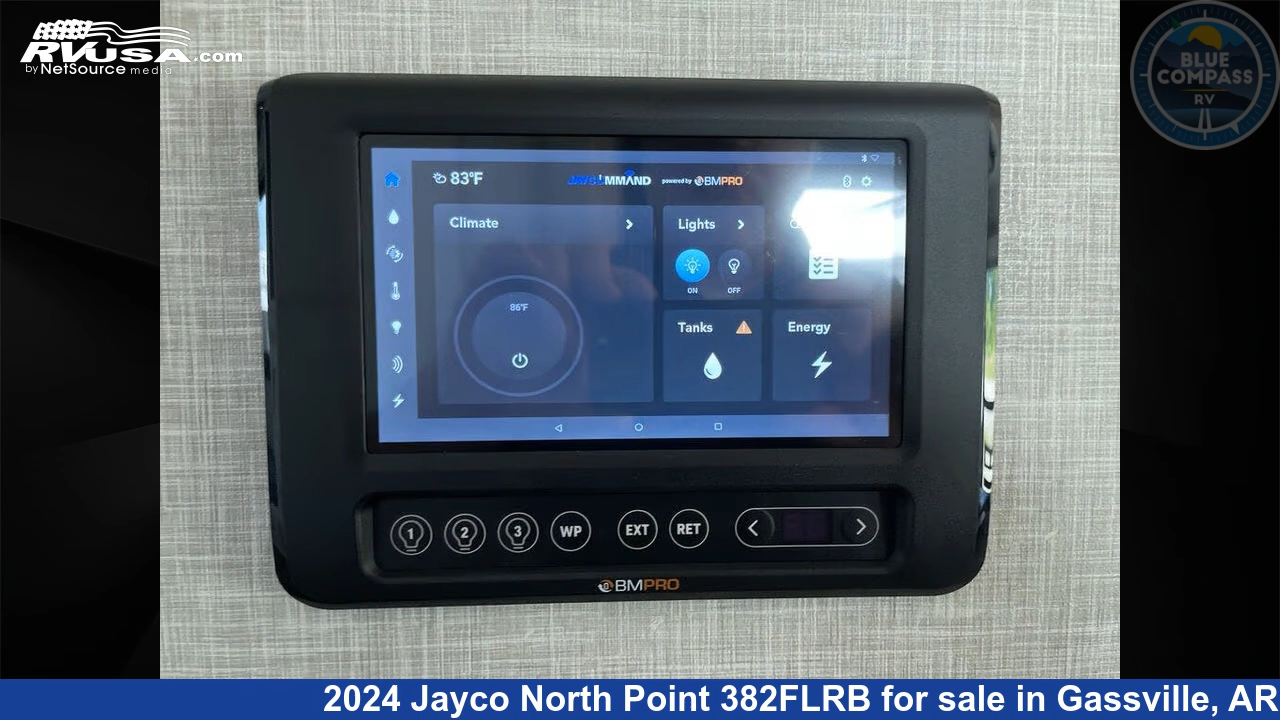 RVUSA.com
by NetSource media
BLUE
COMPASS
RV
83°F
JAYCOMMAND powered by BMPRO
Climate
Lights
86°F
ON OFF
Tanks
Energy
1 2 3 WP EXT RET
BMPRO
2024 Jayco North Point 382FLRB for sale in Gassville, AR